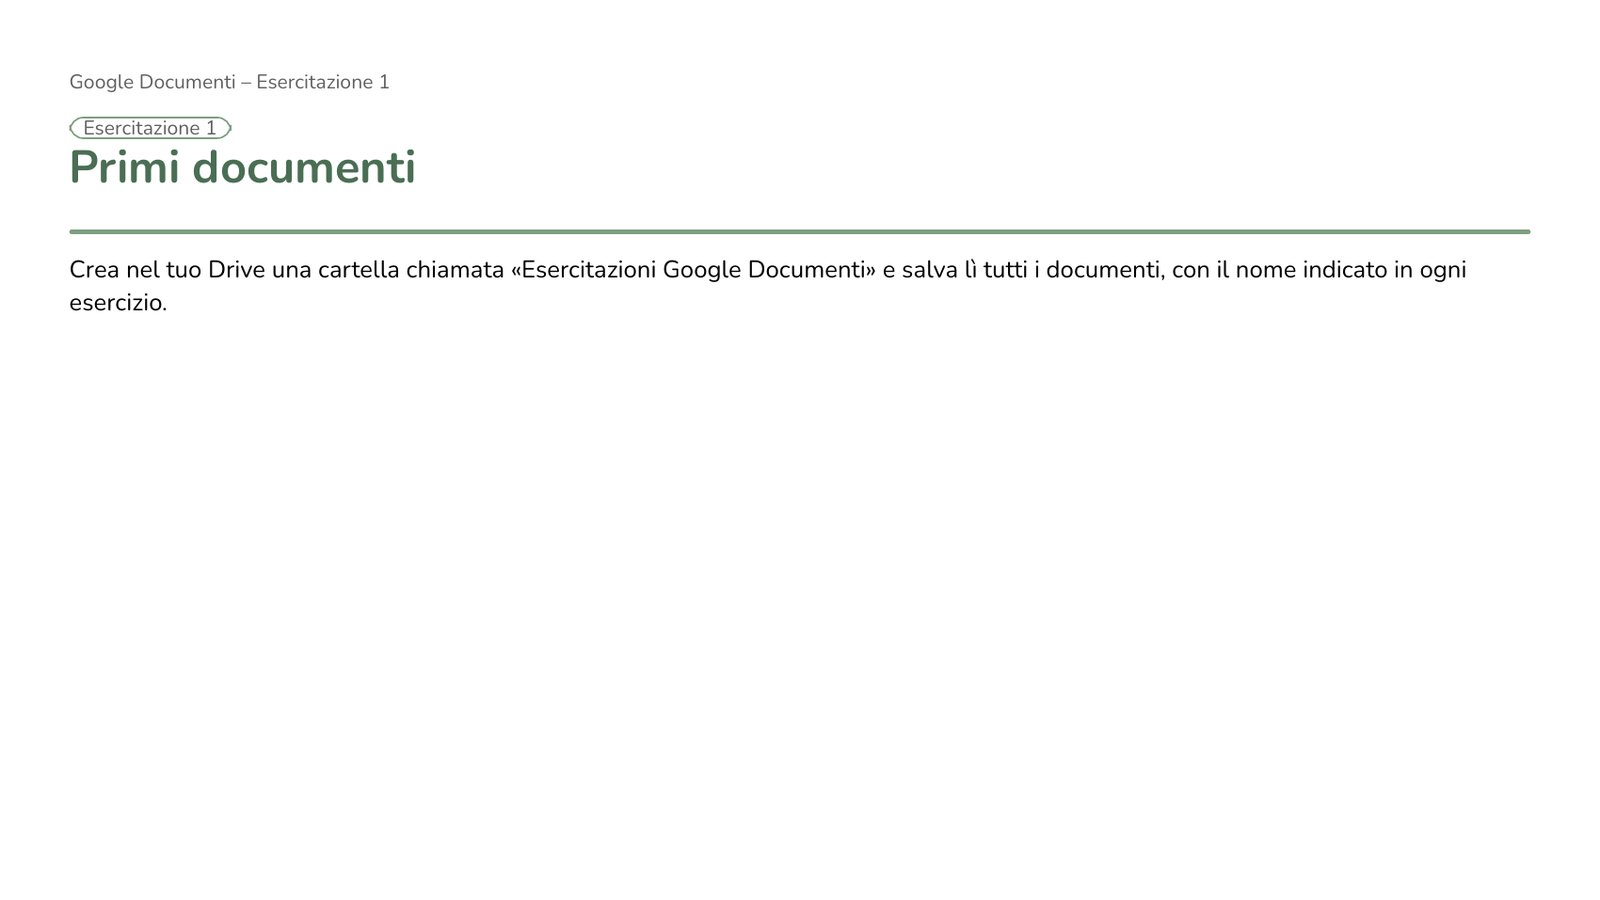 Google Documenti – Esercitazione 1
Esercitazione 1
Primi documenti
Crea nel tuo Drive una cartella chiamata «Esercitazioni Google Documenti» e salva lì tutti i documenti, con il nome indicato in ogni
esercizio.